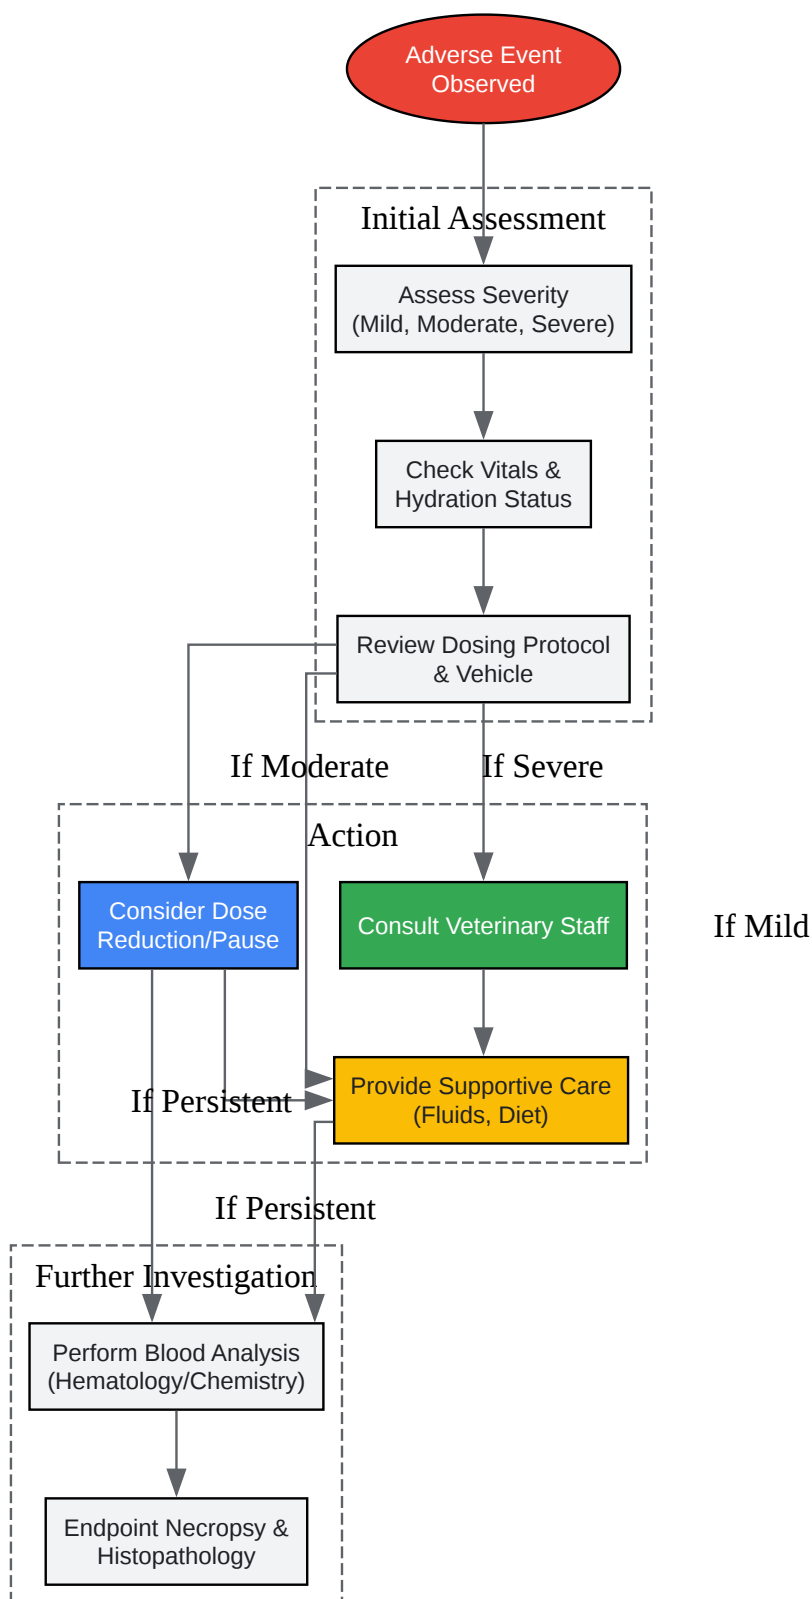 Adverse Event
Observed
Initial Assessment
Assess Severity
(Mild, Moderate, Severe)
Check Vitals &
Hydration Status
Review Dosing Protocol
& Vehicle
If Moderate
If Severe
Action
Consider Dose
Reduction/Pause
Consult Veterinary Staff
If Mild
Provide Supportive Care
(Fluids, Diet)
If Persistent
If Persistent
Further Investigation
Perform Blood Analysis
(Hematology/Chemistry)
Endpoint Necropsy &
Histopathology